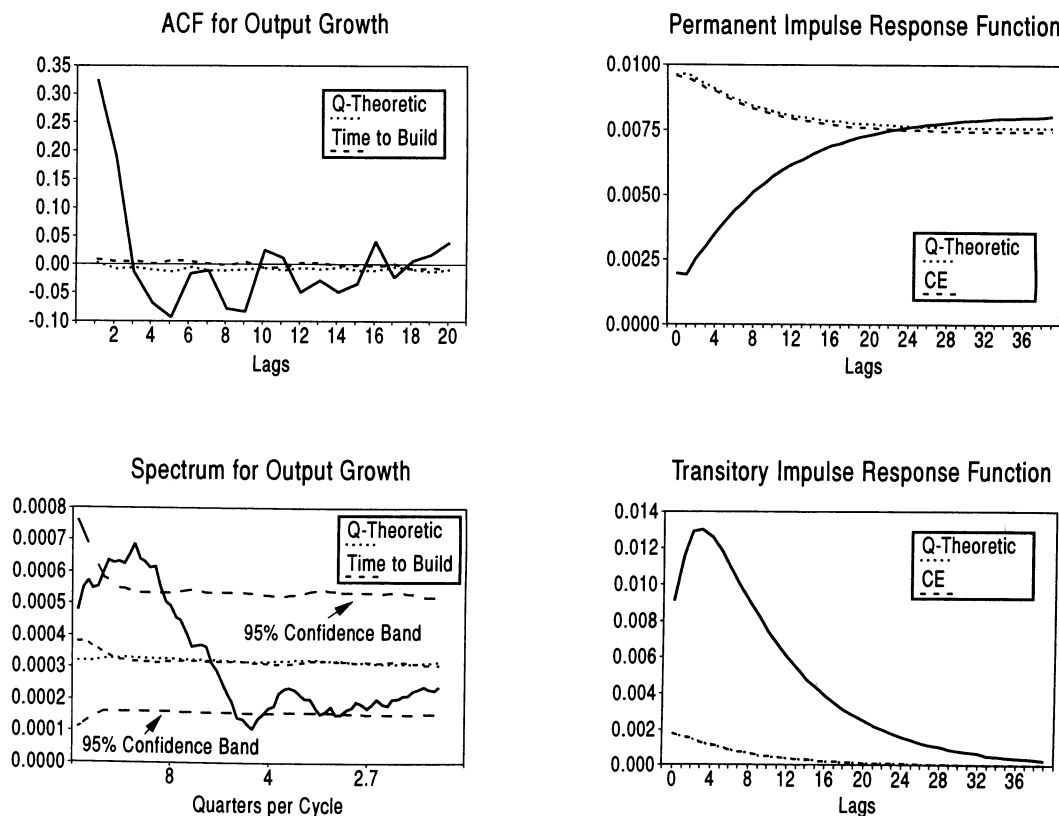 ACF for Output Growth
0.35
0.30
0.25
0.20
0.15
0.10
0.05
0.00
-0.05
-0.10
Q-Theoretic
Time to Build
2 4 6 8 10 12 14 16 18 20
Lags
Permanent Impulse Response Function
0.0100
0.0075
0.0050
0.0025
0.0000
Q-Theoretic
CE
0 4 8 12 16 20 24 28 32 36
Lags
Spectrum for Output Growth
0.0008
0.0007
0.0006
0.0005
0.0004
0.0003
0.0002
0.0001
0.0000
Q-Theoretic
Time to Build
95% Confidence Band
95% Confidence Band
8 4 2.7
Quarters per Cycle
Transitory Impulse Response Function
0.014
0.012
0.010
0.008
0.006
0.004
0.002
0.000
Q-Theoretic
CE
0 4 8 12 16 20 24 28 32 36
Lags